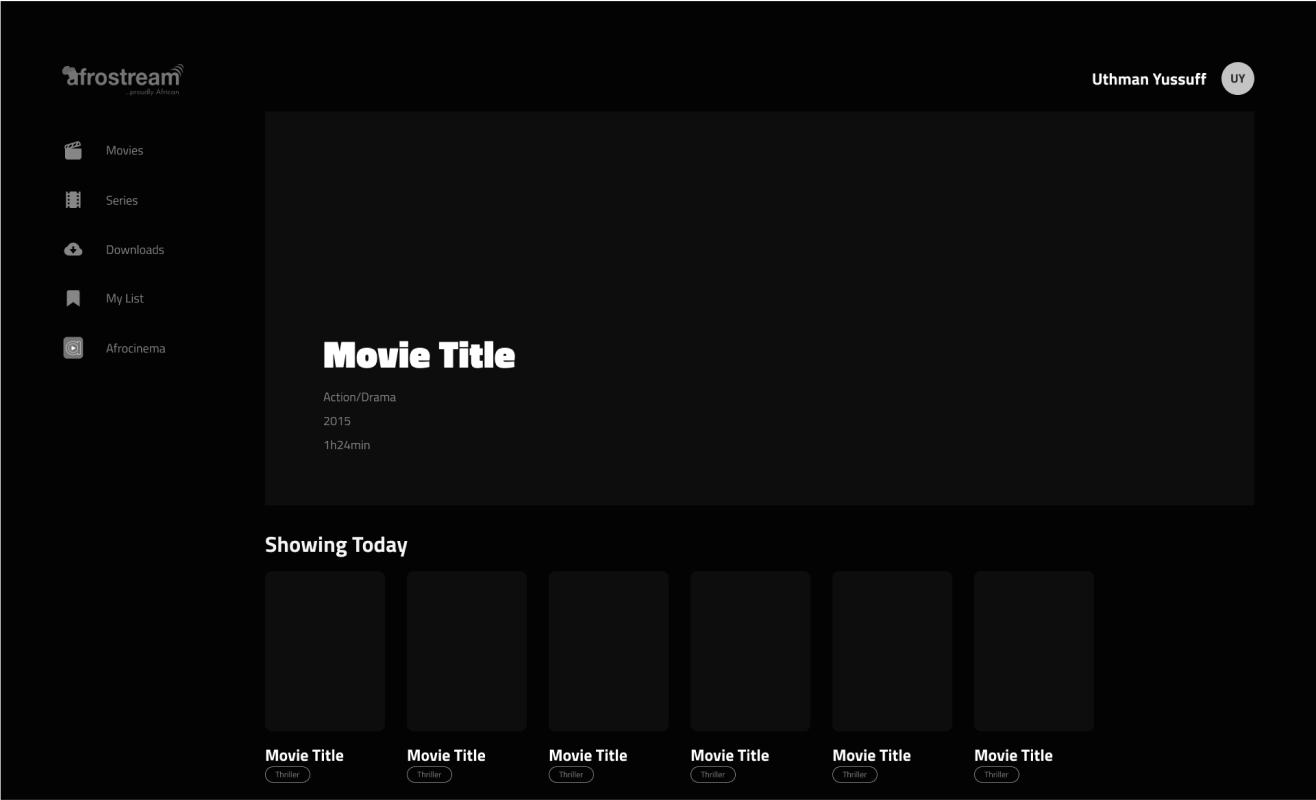 afrostream
...proudly African
Uthman Yussuff
UY
Movies
Series
Downloads
My List
Afrocinema
Movie Title
Action/Drama
2015
1h24min
Showing Today
Movie Title
Thriller
Movie Title
Thriller
Movie Title
Thriller
Movie Title
Thriller
Movie Title
Thriller
Movie Title
Thriller